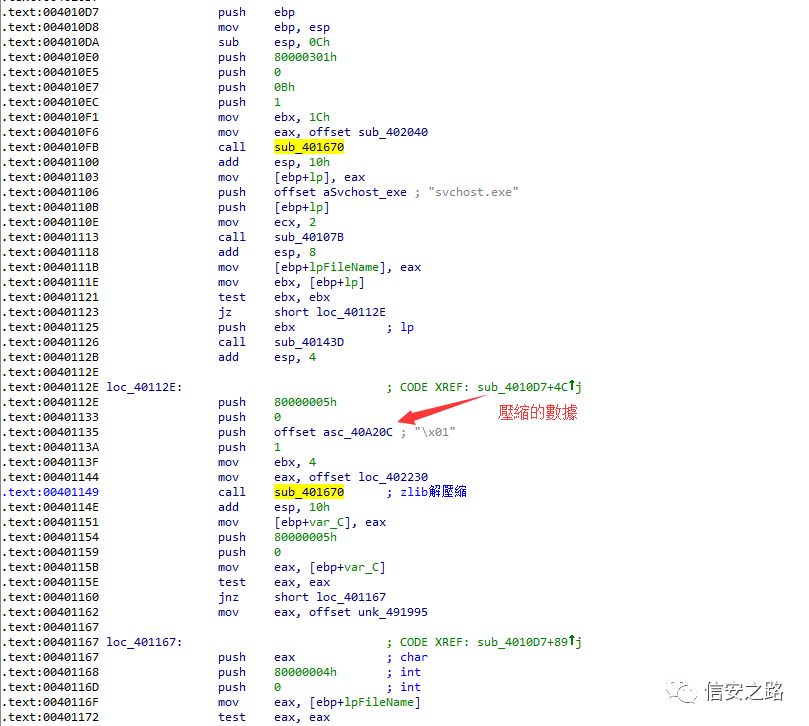 .text:004010D7 push ebp
.text:004010D8 mov ebp, esp
.text:004010DA sub esp, 0Ch
.text:004010E0 push 80000301h
.text:004010E5 push 0
.text:004010E7 push 0Bh
.text:004010EC push 1
.text:004010F1 mov ebx, 1Ch
.text:004010F6 mov eax, offset sub_402040
.text:004010FB call sub_401670
.text:00401100 add esp, 10h
.text:00401103 mov [ebp+lp], eax
.text:00401106 push offset aSvchost_exe ; "svchost.exe"
.text:0040110B push [ebp+lp]
.text:0040110E mov ecx, 2
.text:00401113 call sub_40107B
.text:00401118 add esp, 8
.text:0040111B mov [ebp+lpFileName], eax
.text:0040111E mov ebx, [ebp+lp]
.text:00401121 test ebx, ebx
.text:00401123 jz short loc_40112E
.text:00401125 push ebx ; lp
.text:00401126 call sub_40143D
.text:0040112B add esp, 4
.text:0040112E
.text:0040112E loc_40112E: ; CODE XREF: sub_4010D7+4C↑j
.text:0040112E push 80000005h
.text:00401133 push 0
壓縮的數據
.text:00401135 push offset asc_40A20C ; "\x01"
.text:0040113A push 1
.text:0040113F mov ebx, 4
.text:00401144 mov eax, offset loc_402230
.text:00401149 call sub_401670 ; zlib解壓縮
.text:0040114E add esp, 10h
.text:00401151 mov [ebp+var_C], eax
.text:00401154 push 80000005h
.text:00401159 push 0
.text:0040115B mov eax, [ebp+var_C]
.text:0040115E test eax, eax
.text:00401160 jnz short loc_401167
.text:00401162 mov eax, offset unk_491995
.text:00401167
.text:00401167 loc_401167: ; CODE XREF: sub_4010D7+89↑j
.text:00401167 push eax ; char
.text:00401168 push 80000004h ; int
.text:0040116D push 0 ; int
.text:0040116F mov eax, [ebp+lpFileName]
.text:00401172 test eax, eax
信安之路